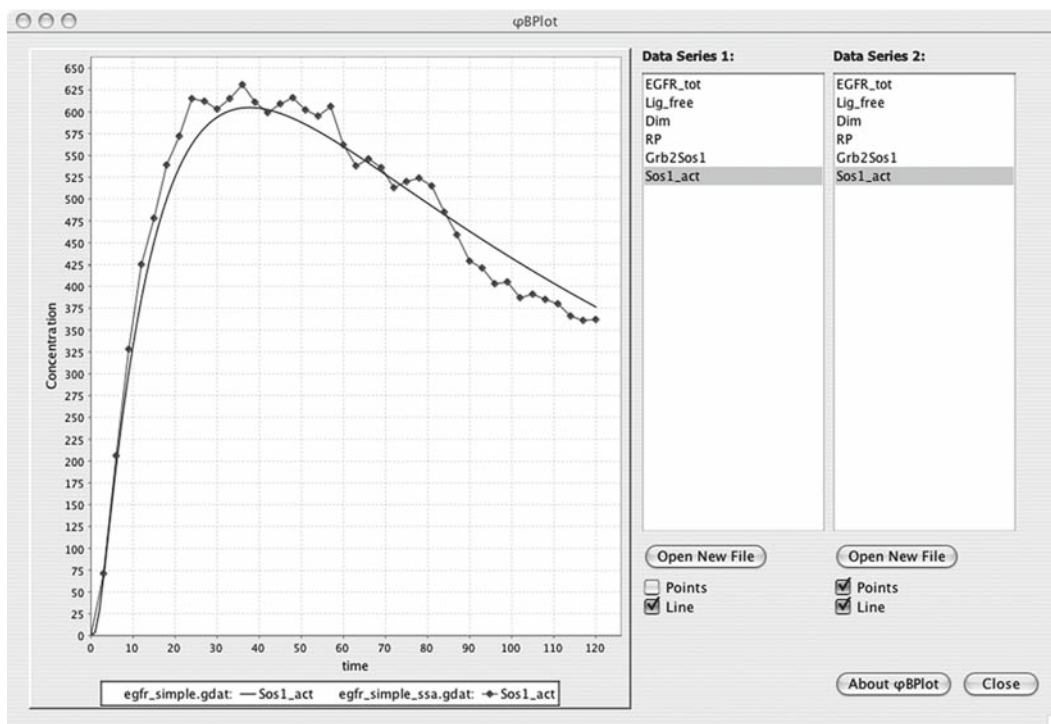 φBPlot
Data Series 1:
EGFR_tot
Lig_free
Dim
RP
Grb2Sos1
Sos1_act
Data Series 2:
EGFR_tot
Lig_free
Dim
RP
Grb2Sos1
Sos1_act
650
625
600
575
550
525
500
475
450
425
400
375
350
325
300
275
250
225
200
175
150
125
100
75
50
25
0
Concentration
0 10 20 30 40 50 60 70 80 90 100 110 120
time
egfr_simple.gdat: Sos1_act egfr_simple_ssa.gdat: Sos1_act
Open New File
Points
Line
Open New File
Points
Line
About φBPlot
Close